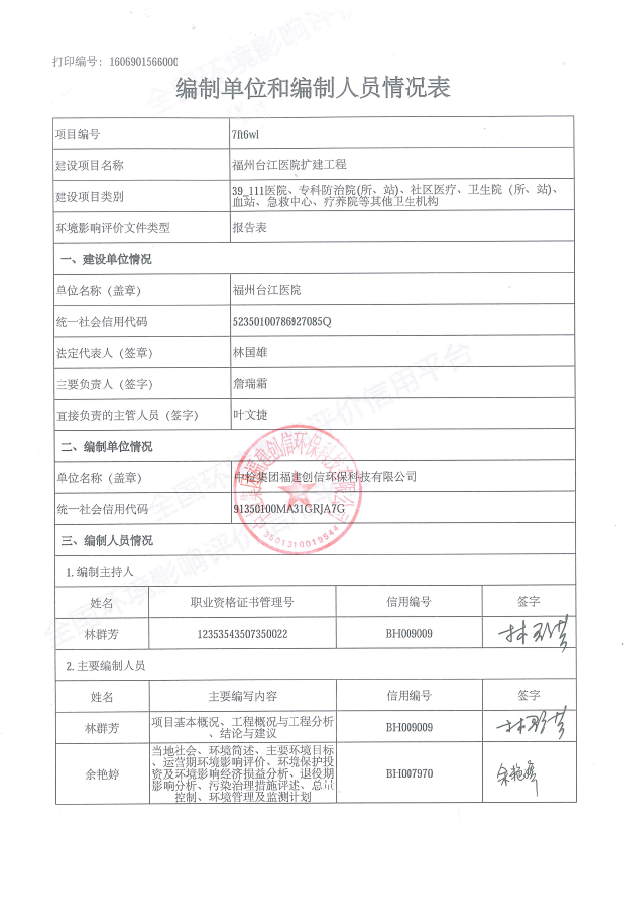 打印编号: 1606901566000
编制单位和编制人员情况表
项目编号 7ft6wl
建设项目名称 福州台江医院扩建工程
建设项目类别 39_111医院、专科防治院(所、站)、社区医疗、卫生院(所、站)、
血站、急救中心、疗养院等其他卫生机构
环境影响评价文件类型 报告表
一、建设单位情况
单位名称（盖章） 福州台江医院
统一社会信用代码 52350100786927085Q
法定代表人（签章） 林国雄
主要负责人（签字） 詹瑞霜
直接负责的主管人员（签字） 叶文捷
二、编制单位情况
单位名称（盖章） 中检集团福建创信环保科技有限公司
统一社会信用代码 91350100MA31GRJA7G
3501310019544
三、编制人员情况
1.编制主持人
姓名 职业资格证书管理号 信用编号 签字
林群芳 12353543507350022 BH009009 林群芳
2.主要编制人员
姓名 主要编写内容 信用编号 签字
林群芳 项目基本概况、工程概况与工程分析
、结论与建议 BH009009 林群芳
余艳婷 当地社会、环境简述、主要环境目标
、运营期环境影响评价、环境保护投
资及环境影响经济损益分析、退役期
影响分析、污染治理措施评述、总量
控制、环境管理及监测计划 BH007970 余艳婷